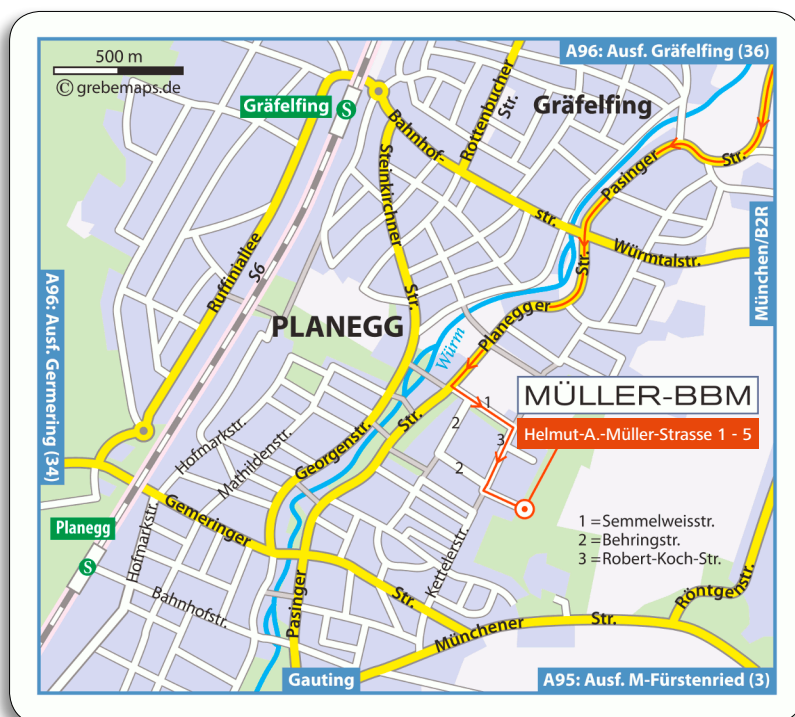 A96: Ausf. Gräfelfing (36)
500 m
© grebemaps.de
Gräfelfing S
Gräfelfing
Rottenbucher
Str.
Bahnhof-
str.
Steinkirchner
Str.
Pasinger
Str.
Str.
Würmtalstr.
München/B2R
Ruffiniallee
S6
A96: Ausf. Germering (34)
PLANEGG
Würm
Planegger
Str.
MÜLLER-BBM
Helmut-A.-Müller-Strasse 1 - 5
1
2
3
2
Hofmarkstr.
Mathildenstr.
Georgenstr.
Gemeringer
Str.
Planegg
S
Hofmarkstr.
Bahnhofstr.
Pasinger
Kettelerstr.
1 = Semmelweisstr.
2 = Behringstr.
3 = Robert-Koch-Str.
Röntgenstr.
Münchener
Str.
Gauting
A95: Ausf. M-Fürstenried (3)